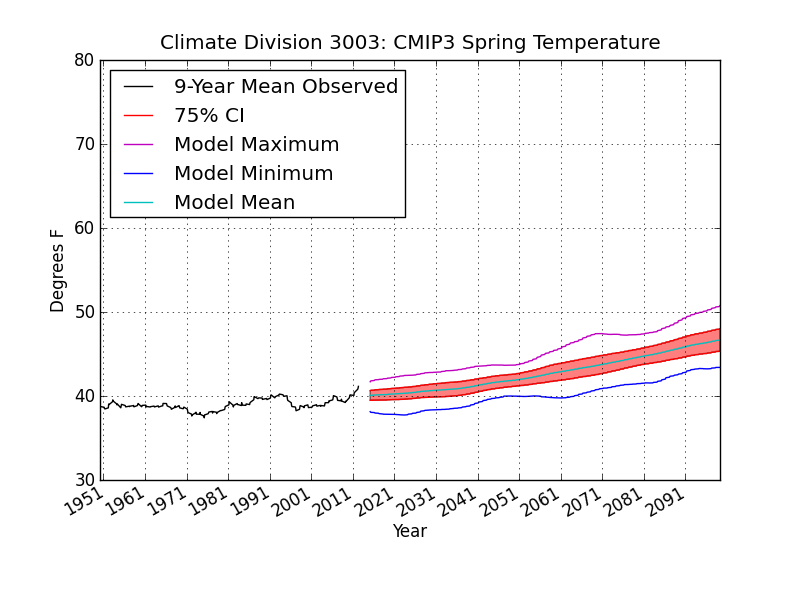 Climate Division 3003: CMIP3 Spring Temperature
80
70
60
50
40
30
Degrees F
9-Year Mean Observed
75% CI
Model Maximum
Model Minimum
Model Mean
1951 1961 1971 1981 1991 2001 2011 2021 2031 2041 2051 2061 2071 2081 2091
Year